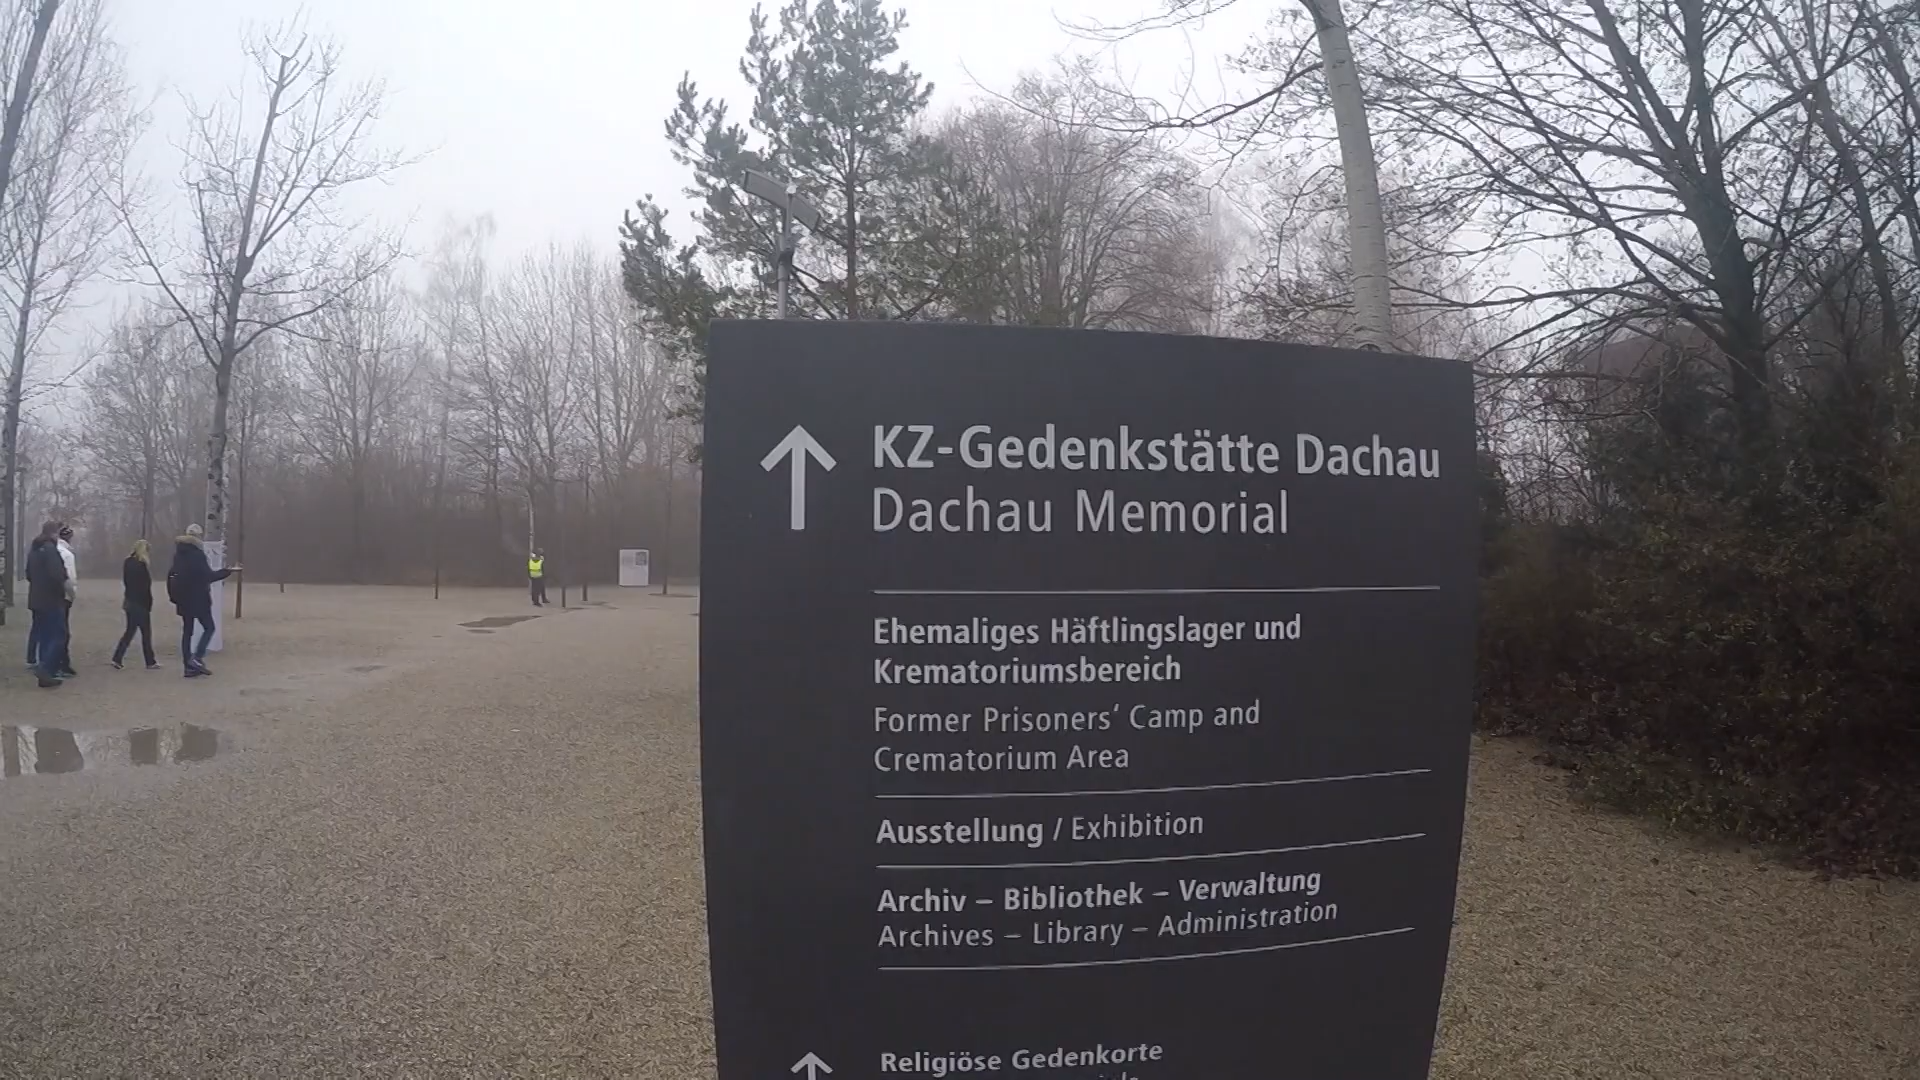 KZ-Gedenkstätte Dachau
Dachau Memorial
Ehemaliges Häftlingslager und
Krematoriumsbereich
Former Prisoners‘ Camp and
Crematorium Area
Ausstellung / Exhibition
Archiv – Bibliothek – Verwaltung
Archives – Library – Administration
Religiöse Gedenkorte